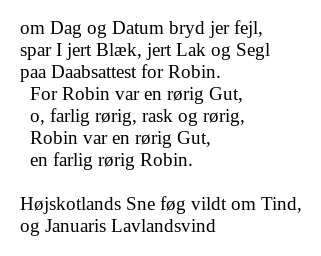 om Dag og Datum bryd jer fejl,
spar I jert Blæk, jert Lak og Segl
paa Daabsattest for Robin.
For Robin var en rørig Gut,
o, farlig rørig, rask og rørig,
Robin var en rørig Gut,
en farlig rørig Robin.

Højskotlands Sne føg vildt om Tind,
og Januaris Lavlandsvind